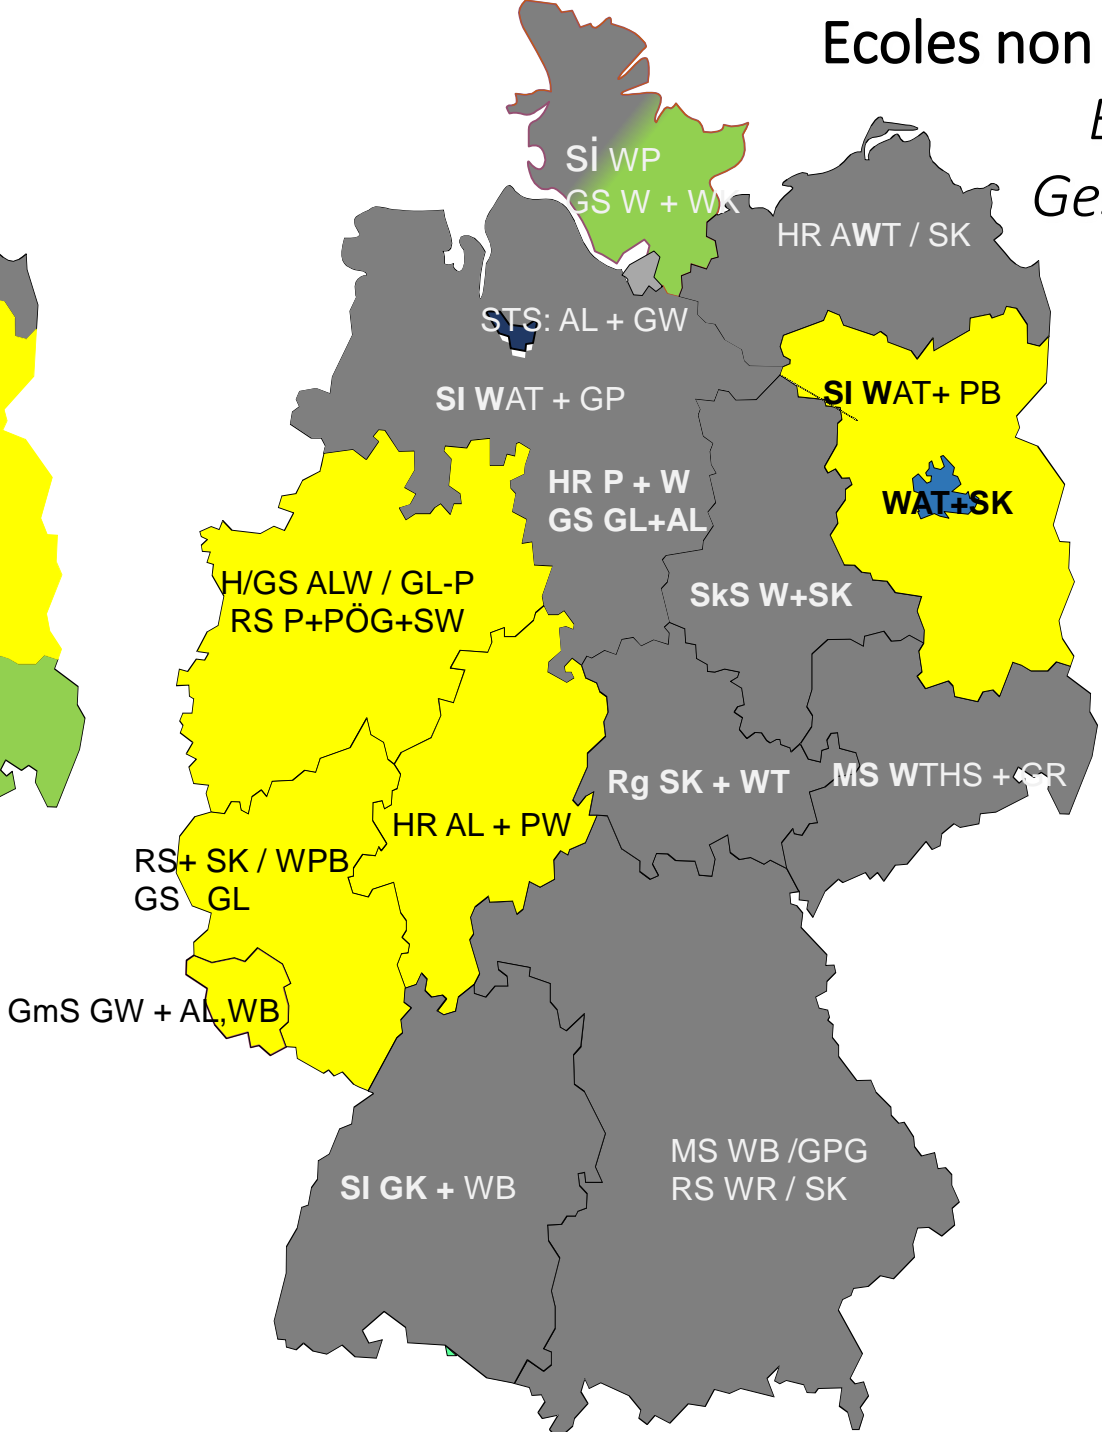 Ecoles non
Ge
si WP
GS W + WK
HR AWT / SK
STS: AL + GW
SI WAT + GP
SI WAT+ PB
HR P + W
GS GL+AL
WAT+SK
H/GS ALW / GL-P
RS P+PÖG+SW
SkS W+SK
Rg SK + WT
MS WTHS + GR
HR AL + PW
RS+ SK / WPB
GS GL
GmS GW + AL,WB
MS WB /GPG
RS WR / SK
SI GK + WB